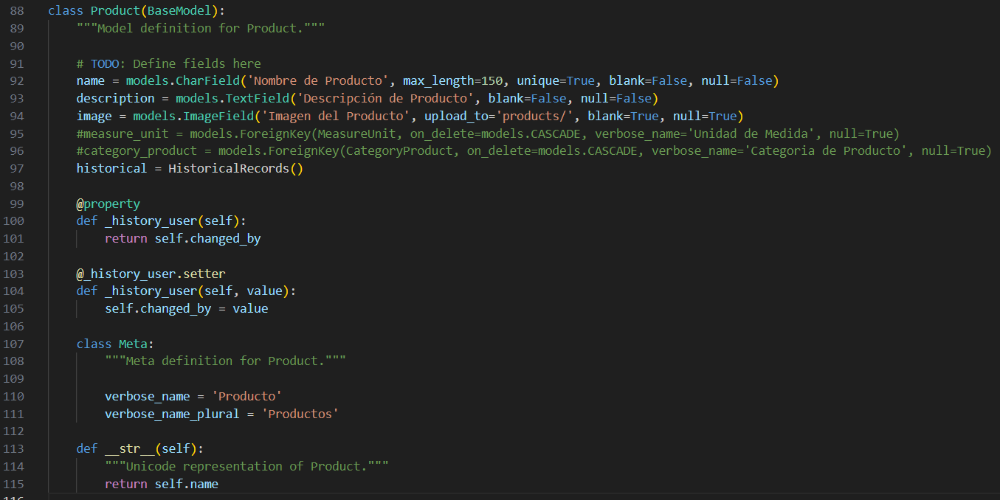 88 class Product(BaseModel):
89 """Model definition for Product."""
90
91 # TODO: Define fields here
92 name = models.CharField('Nombre de Producto', max_length=150, unique=True, blank=False, null=False)
93 description = models.TextField('Descripción de Producto', blank=False, null=False)
94 image = models.ImageField('Imagen del Producto', upload_to='products/', blank=True, null=True)
95 #measure_unit = models.ForeignKey(MeasureUnit, on_delete=models.CASCADE, verbose_name='Unidad de Medida', null=True)
96 #category_product = models.ForeignKey(CategoryProduct, on_delete=models.CASCADE, verbose_name='Categoria de Producto', null=True)
97 historical = HistoricalRecords()
98
99 @property
100 def _history_user(self):
101 return self.changed_by
102
103 @_history_user.setter
104 def _history_user(self, value):
105 self.changed_by = value
106
107 class Meta:
108 """Meta definition for Product."""
109
110 verbose_name = 'Producto'
111 verbose_name_plural = 'Productos'
112
113 def __str__(self):
114 """Unicode representation of Product."""
115 return self.name